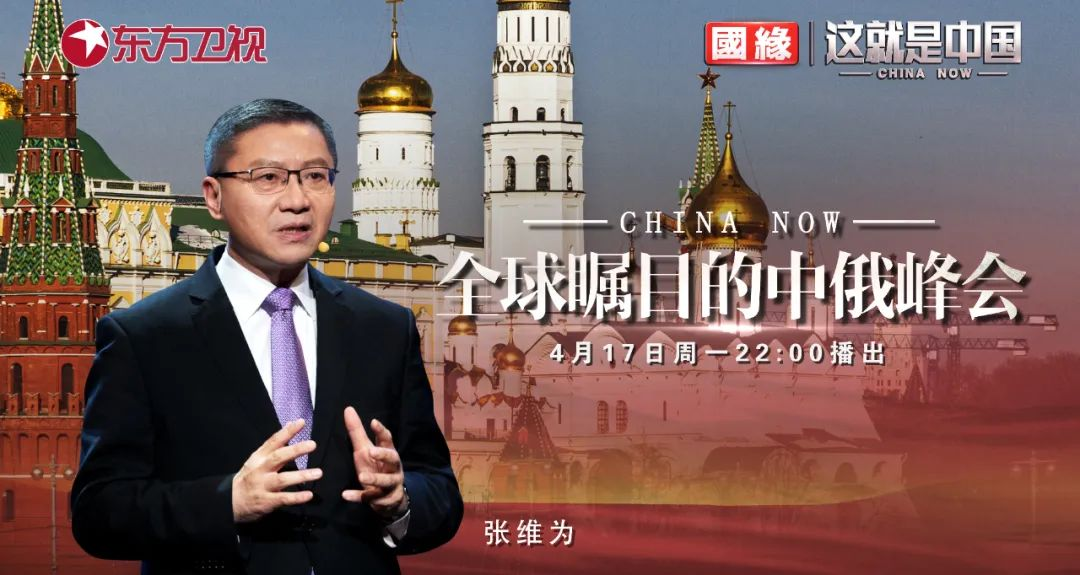 东方卫视
國緣
这就是中国
CHINA NOW
CHINA NOW
全球瞩目的中俄峰会
4月17日周一22:00播出
张维为